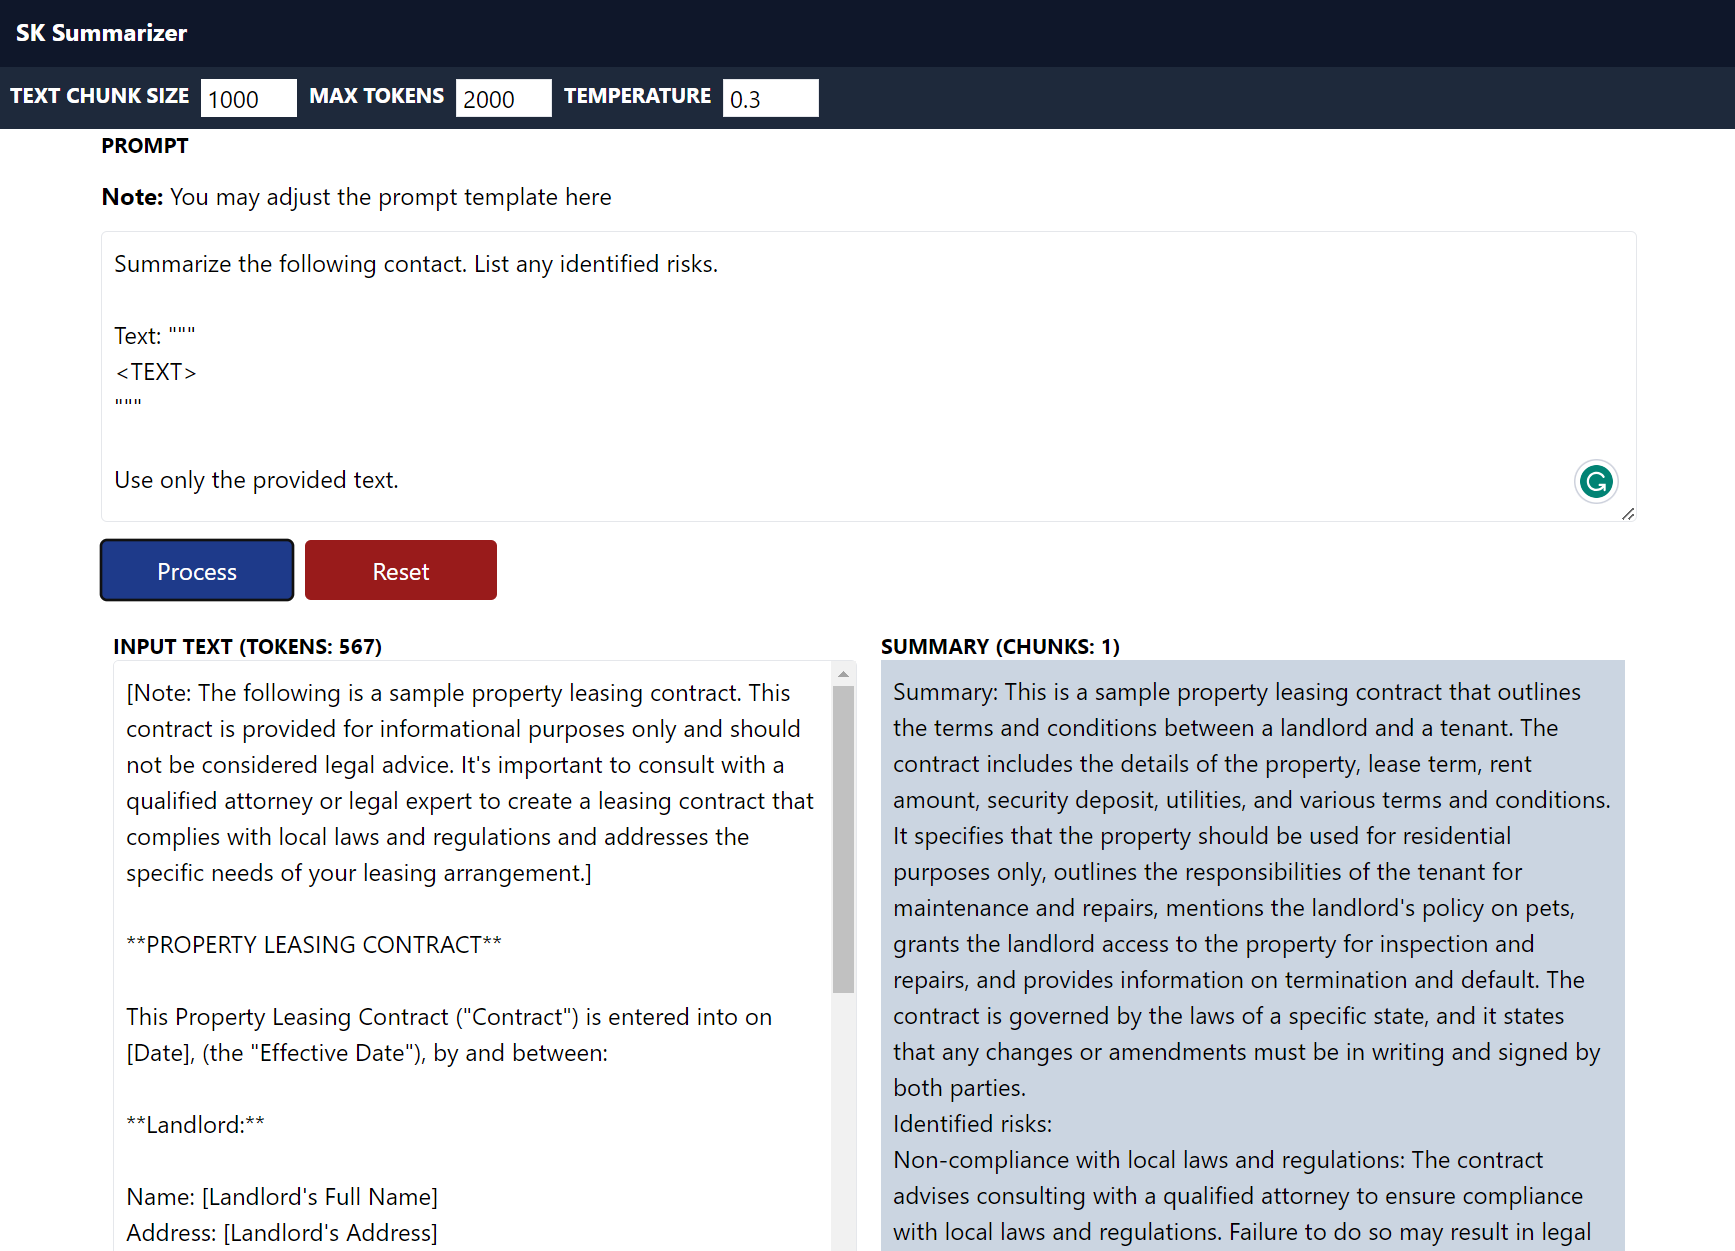 SK Summarizer
TEXT CHUNK SIZE 1000 MAX TOKENS 2000 TEMPERATURE 0.3
PROMPT
Note: You may adjust the prompt template here
Summarize the following contact. List any identified risks.
Text: """
<TEXT>
"""
Use only the provided text.
Process Reset
INPUT TEXT (TOKENS: 567)
[Note: The following is a sample property leasing contract. This
contract is provided for informational purposes only and should
not be considered legal advice. It's important to consult with a
qualified attorney or legal expert to create a leasing contract that
complies with local laws and regulations and addresses the
specific needs of your leasing arrangement.]
**PROPERTY LEASING CONTRACT**
This Property Leasing Contract ("Contract") is entered into on
[Date], (the "Effective Date"), by and between:
**Landlord:**
Name: [Landlord's Full Name]
Address: [Landlord's Address]
SUMMARY (CHUNKS: 1)
Summary: This is a sample property leasing contract that outlines
the terms and conditions between a landlord and a tenant. The
contract includes the details of the property, lease term, rent
amount, security deposit, utilities, and various terms and conditions.
It specifies that the property should be used for residential
purposes only, outlines the responsibilities of the tenant for
maintenance and repairs, mentions the landlord's policy on pets,
grants the landlord access to the property for inspection and
repairs, and provides information on termination and default. The
contract is governed by the laws of a specific state, and it states
that any changes or amendments must be in writing and signed by
both parties.
Identified risks:
Non-compliance with local laws and regulations: The contract
advises consulting with a qualified attorney to ensure compliance
with local laws and regulations. Failure to do so may result in legal